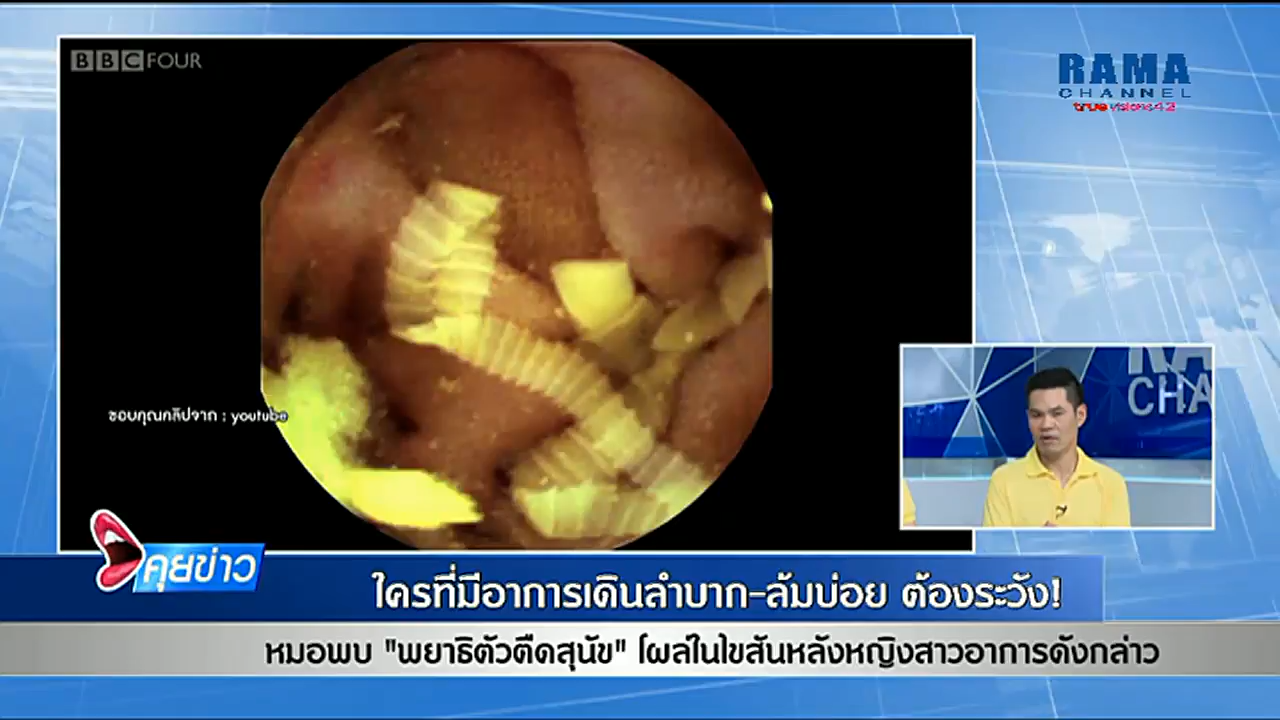 BBC FOUR
RAMA
CHANNEL
true visions 42
RA
CHA
ขอบคุณคลิปจาก : youtube
คุยข่าว
ใครที่มีอาการเดินลำบาก-ล้มบ่อย ต้องระวัง!
หมอพบ "พยาธิตัวตืดสุนัข" โผล่ในไขสันหลังหญิงสาวอาการดังกล่าว